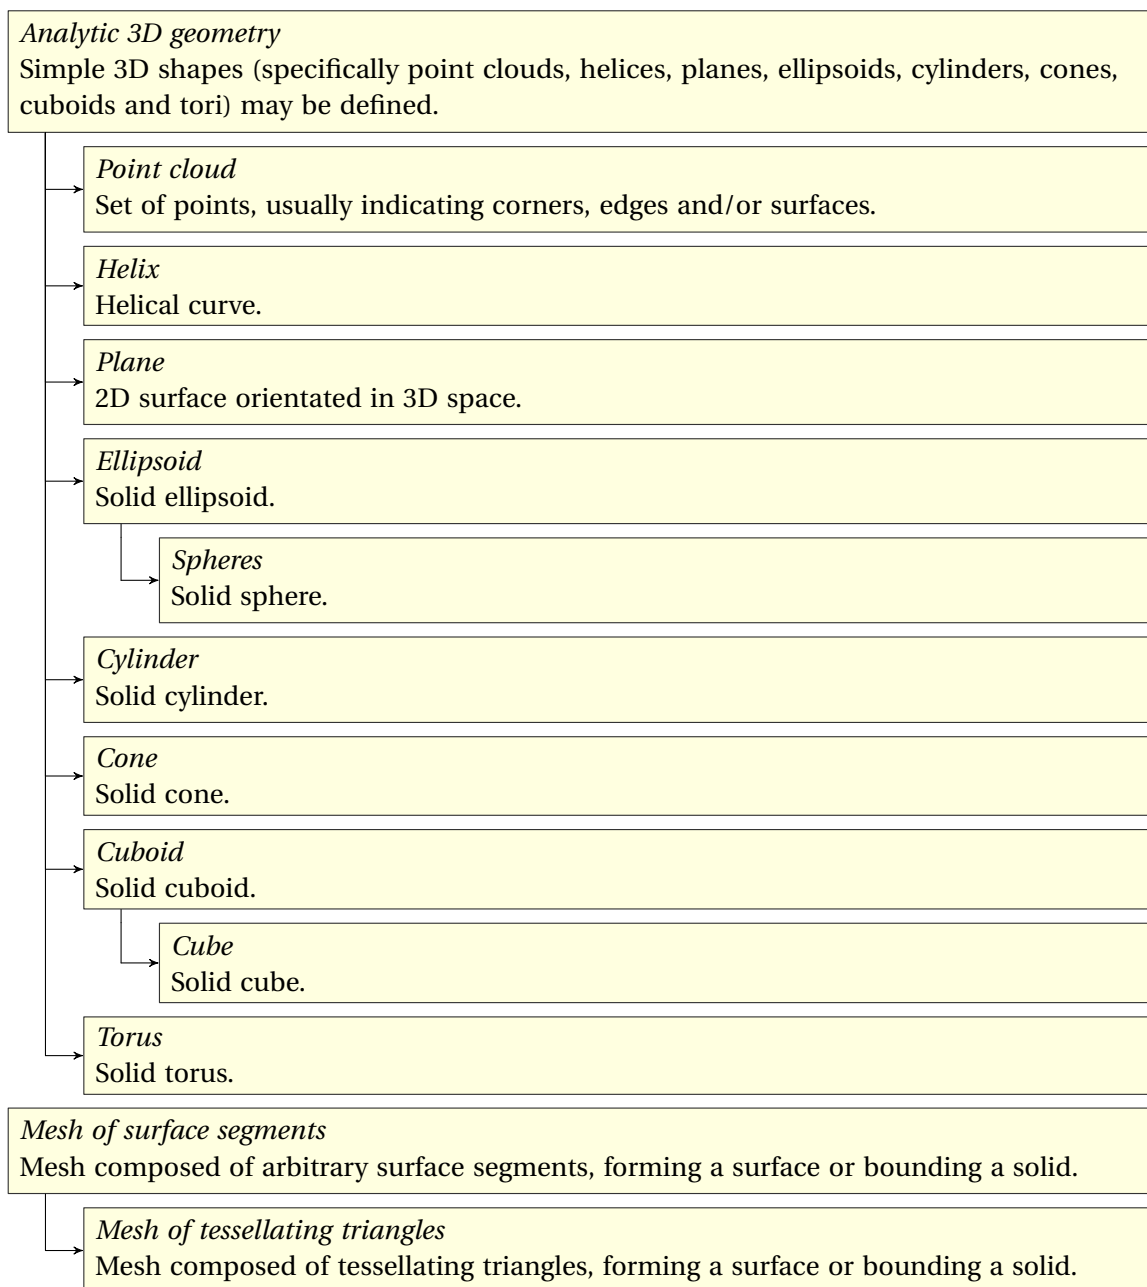 Analytic 3D geometry
Simple 3D shapes (specifically point clouds, helices, planes, ellipsoids, cylinders, cones,
cuboids and tori) may be defined.
Point cloud
Set of points, usually indicating corners, edges and/or surfaces.
Helix
Helical curve.
Plane
2D surface orientated in 3D space.
Ellipsoid
Solid ellipsoid.
Spheres
Solid sphere.
Cylinder
Solid cylinder.
Cone
Solid cone.
Cuboid
Solid cuboid.
Cube
Solid cube.
Torus
Solid torus.
Mesh of surface segments
Mesh composed of arbitrary surface segments, forming a surface or bounding a solid.
Mesh of tessellating triangles
Mesh composed of tessellating triangles, forming a surface or bounding a solid.